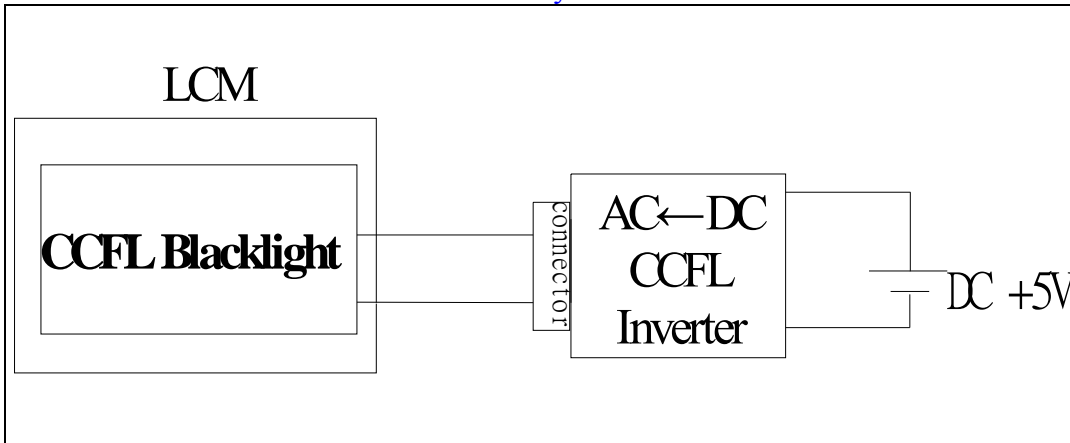 LCM
CCFL Blacklight
connector
AC←DC
CCFL
Inverter
DC +5V